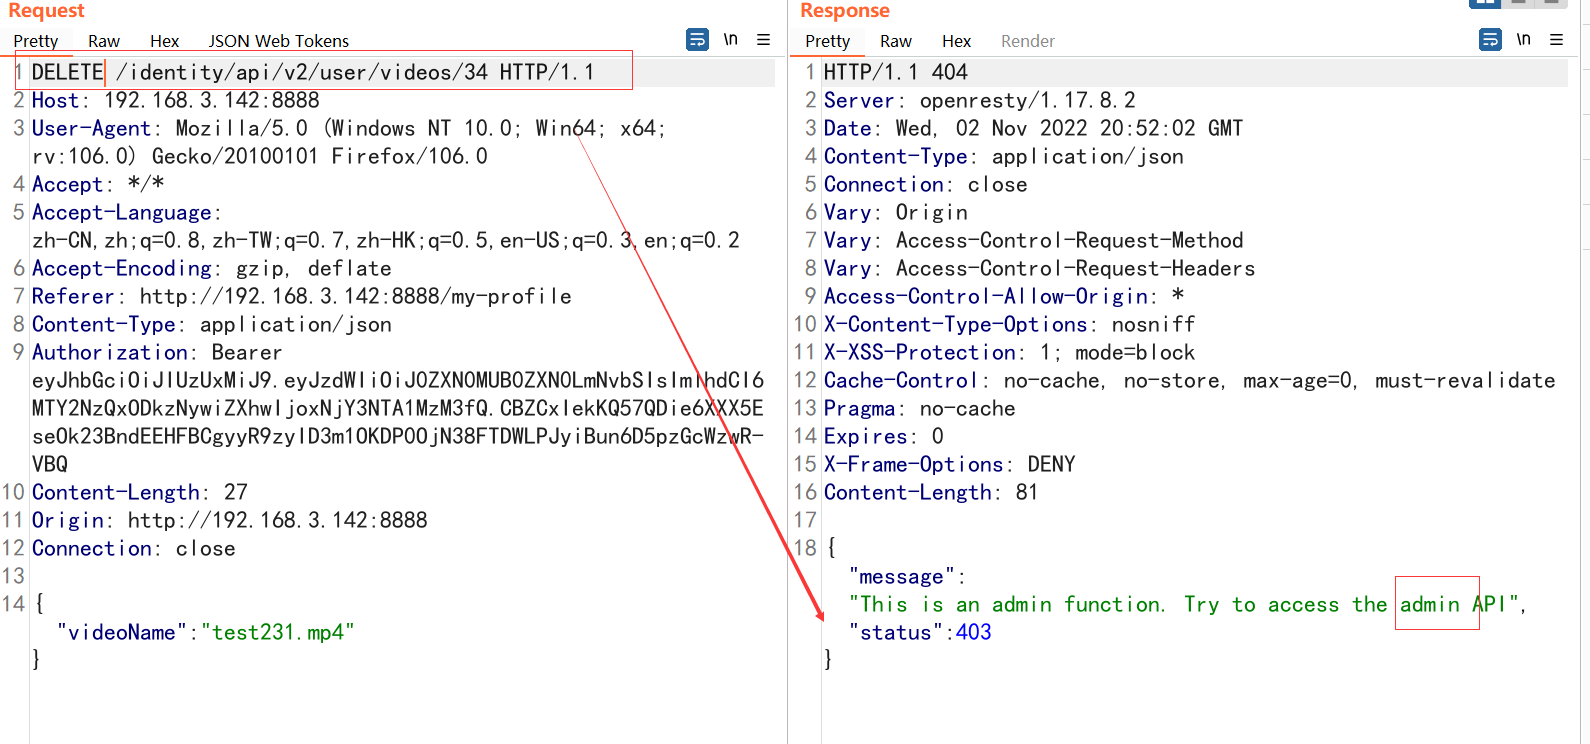 Request
Pretty Raw Hex JSON Web Tokens \n
1 DELETE /identity/api/v2/user/videos/34 HTTP/1.1
2 Host: 192.168.3.142:8888
3 User-Agent: Mozilla/5.0 (Windows NT 10.0; Win64; x64;
rv:106.0) Gecko/20100101 Firefox/106.0
4 Accept: */*
5 Accept-Language:
zh-CN,zh;q=0.8,zh-TW;q=0.7,zh-HK;q=0.5,en-US;q=0.3,en;q=0.2
6 Accept-Encoding: gzip, deflate
7 Referer: http://192.168.3.142:8888/my-profile
8 Content-Type: application/json
9 Authorization: Bearer
eyJhbGciOiJIUzUxMiJ9.eyJzdWIiOiJ0ZXN0MUB0ZXN0LmNvbSIsImlhdCI6
MTY2NzQxODkzNywiZXhwIjoxNjY3NTA1MzM3fQ.CBZCxIekKQ57QDie6XXX5E
seOk23BndEEHFBCgyyR9zyID3m1OKDP00jN38FTDWLPJyiBun6D5pzGcWzwR-
VBQ
10 Content-Length: 27
11 Origin: http://192.168.3.142:8888
12 Connection: close
13
14 {
"videoName":"test231.mp4"
}
Response
Pretty Raw Hex Render \n
1 HTTP/1.1 404
2 Server: openresty/1.17.8.2
3 Date: Wed, 02 Nov 2022 20:52:02 GMT
4 Content-Type: application/json
5 Connection: close
6 Vary: Origin
7 Vary: Access-Control-Request-Method
8 Vary: Access-Control-Request-Headers
9 Access-Control-Allow-Origin: *
10 X-Content-Type-Options: nosniff
11 X-XSS-Protection: 1; mode=block
12 Cache-Control: no-cache, no-store, max-age=0, must-revalidate
13 Pragma: no-cache
14 Expires: 0
15 X-Frame-Options: DENY
16 Content-Length: 81
17
18 {
"message":
"This is an admin function. Try to access the admin API",
"status":403
}